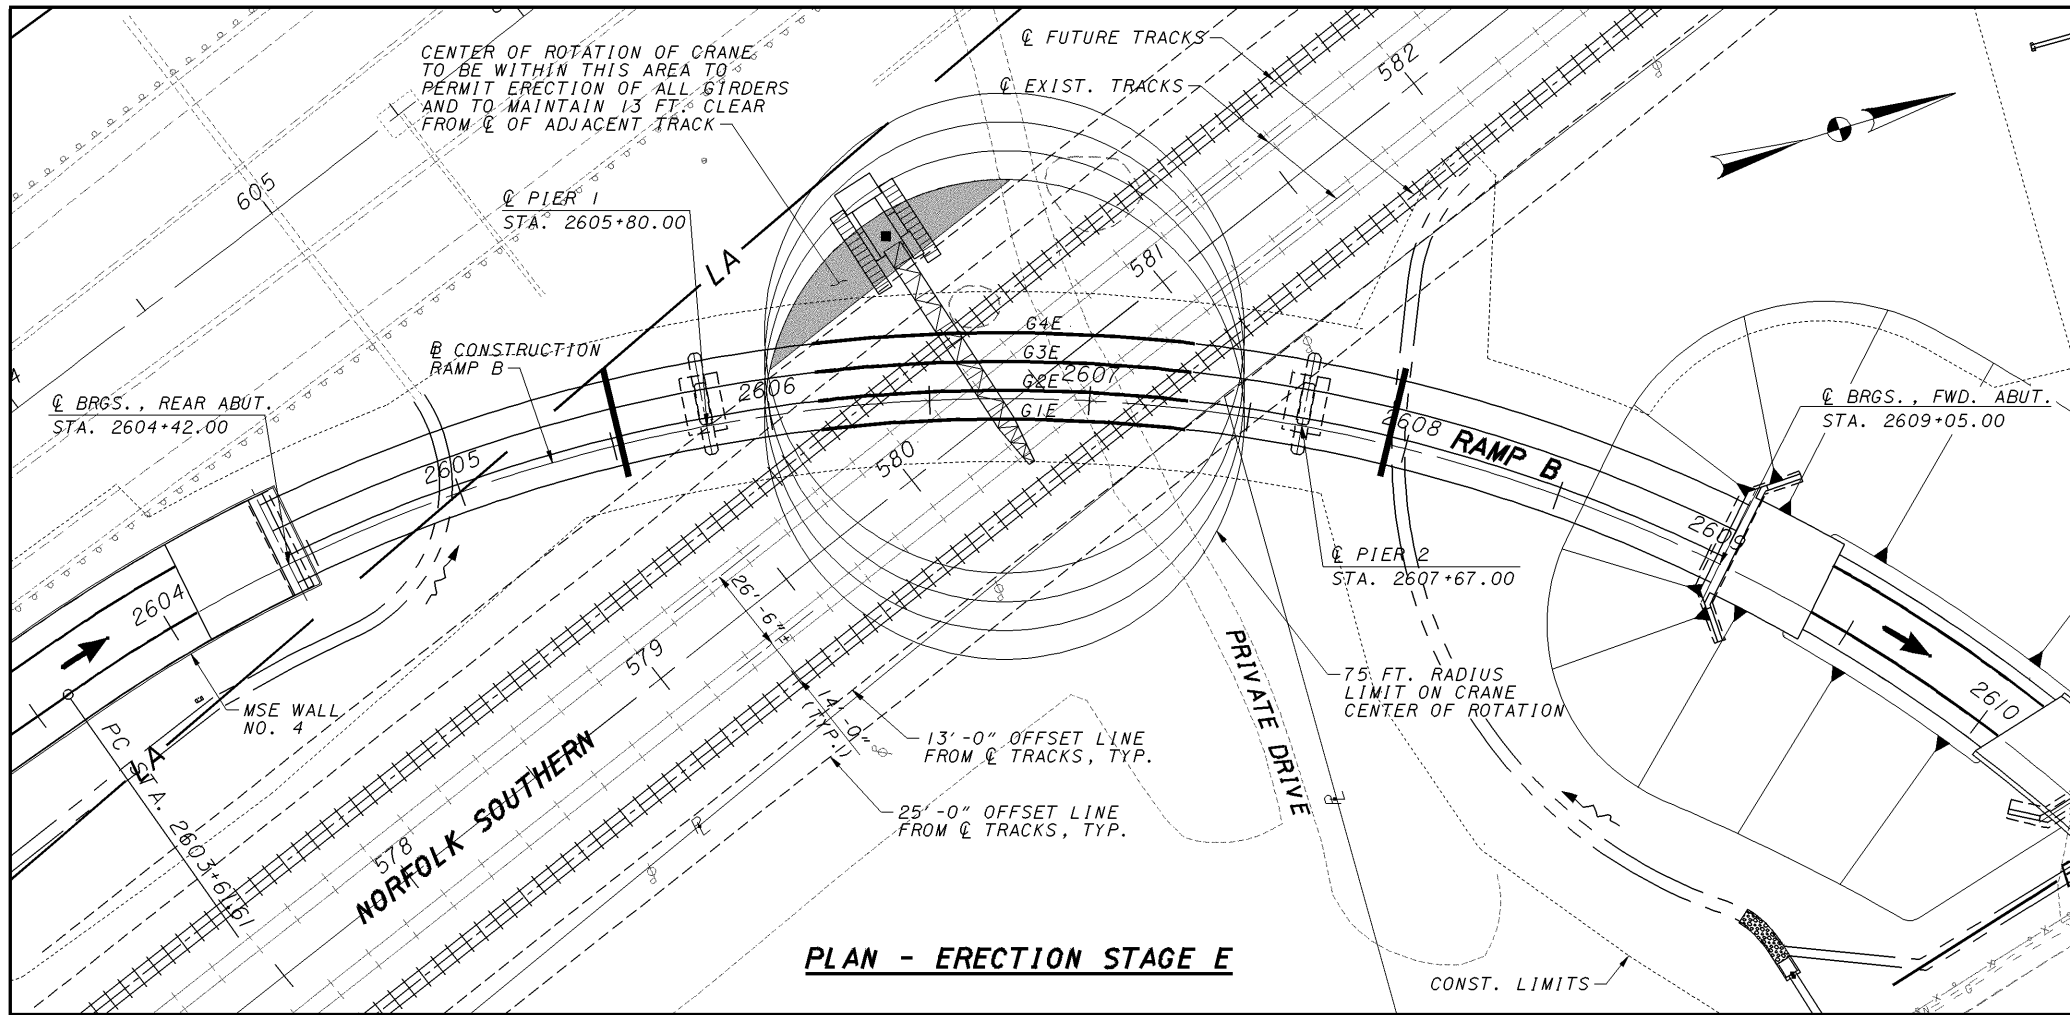 CENTER OF ROTATION OF CRANE
TO BE WITHIN THIS AREA TO
PERMIT ERECTION OF ALL GIRDERS
AND TO MAINTAIN 13 FT. CLEAR
FROM ℄ OF ADJACENT TRACK
℄ FUTURE TRACKS
℄ EXIST. TRACKS
582
605
℄ PIER 1
STA. 2605+80.00
LA
581
G4E
G3E
G2E
G1E
2606
2607
℄ CONSTRUCTION
RAMP B
℄ BRGS., REAR ABUT.
STA. 2604+42.00
℄ BRGS., FWD. ABUT.
STA. 2609+05.00
2608
RAMP B
2605
580
2609
℄ PIER 2
STA. 2607+67.00
2604
26'-6"±
579
14'-0"
(TYP.)
PRIVATE DRIVE
75 FT. RADIUS
LIMIT ON CRANE
CENTER OF ROTATION
2610
MSE WALL
NO. 4
LA
PC STA. 2603+67.61
13'-0" OFFSET LINE
FROM ℄ TRACKS, TYP.
25'-0" OFFSET LINE
FROM ℄ TRACKS, TYP.
NORFOLK SOUTHERN
578
PLAN - ERECTION STAGE E
CONST. LIMITS